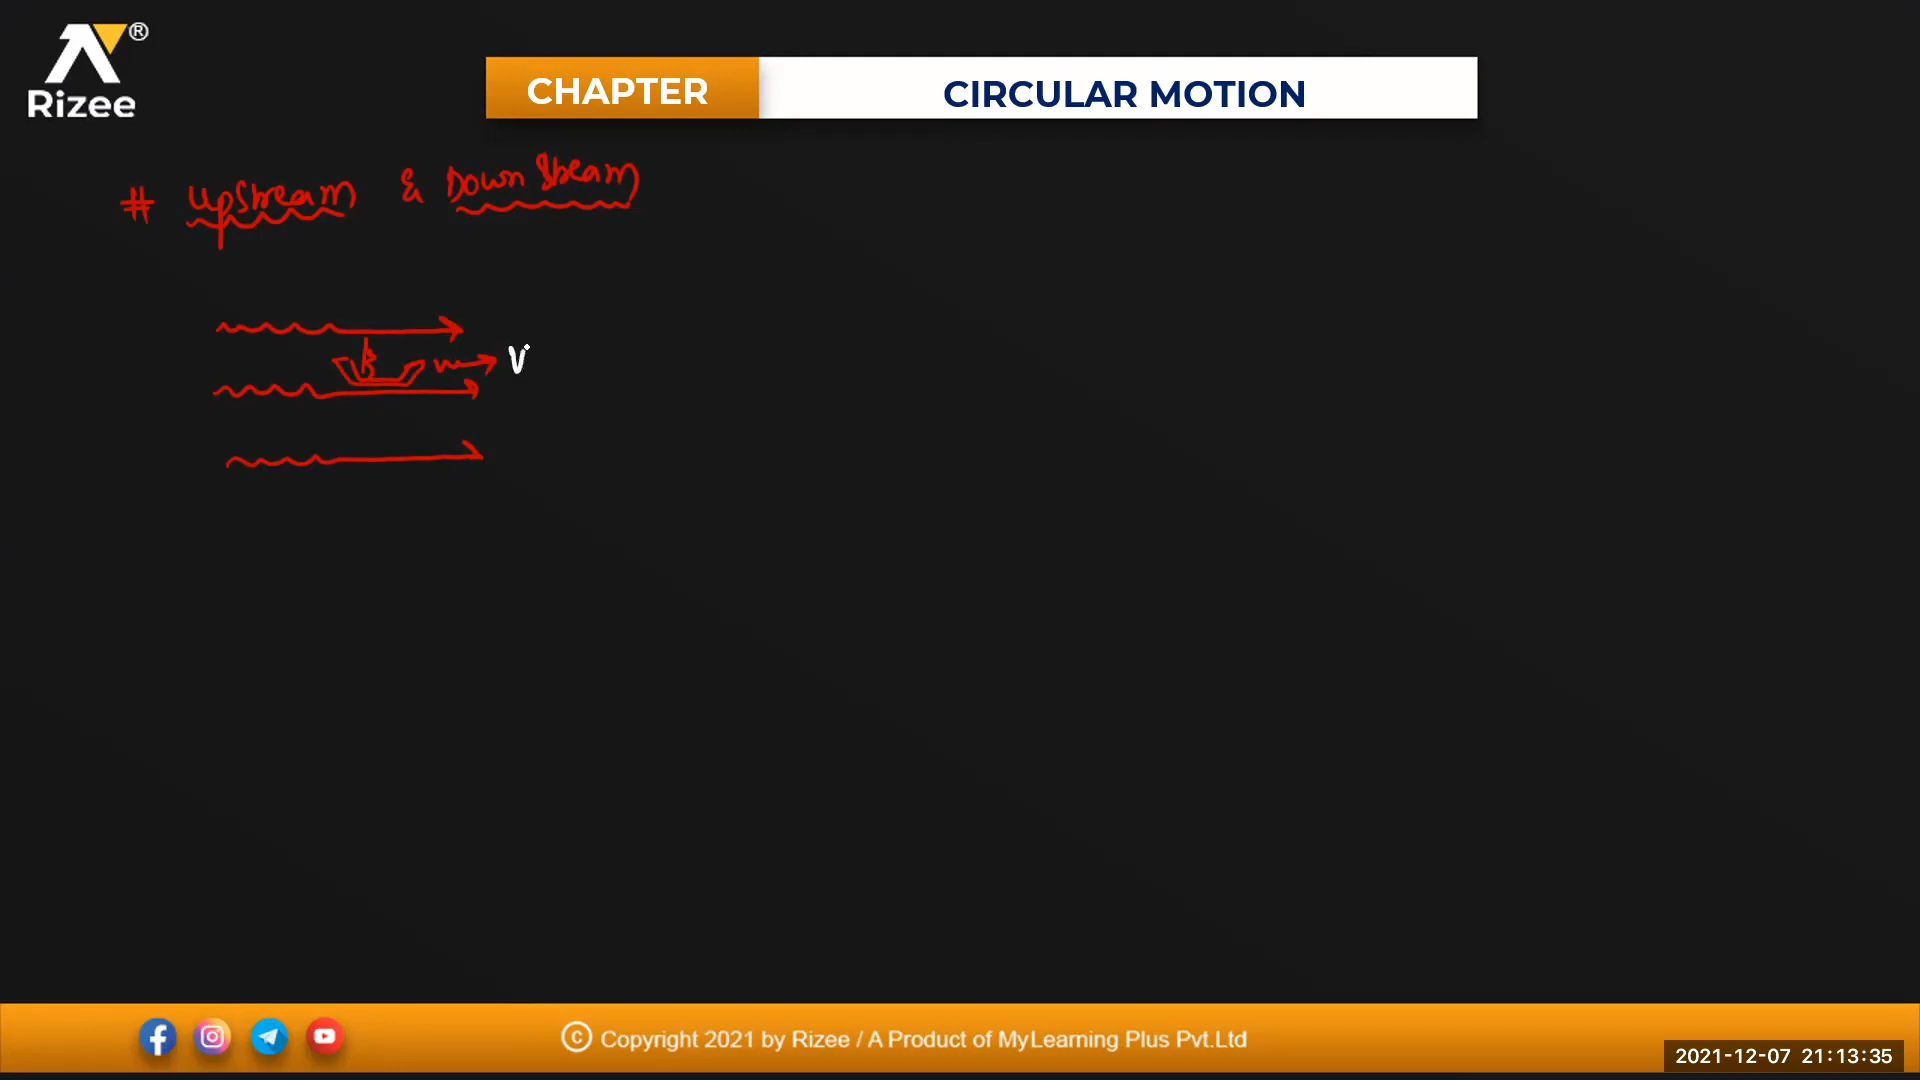 Rizee®
CHAPTER CIRCULAR MOTION
# Upstream & Down Stream
B
V
© Copyright 2021 by Rizee / A Product of MyLearning Plus Pvt.Ltd
2021-12-07 21:13:35